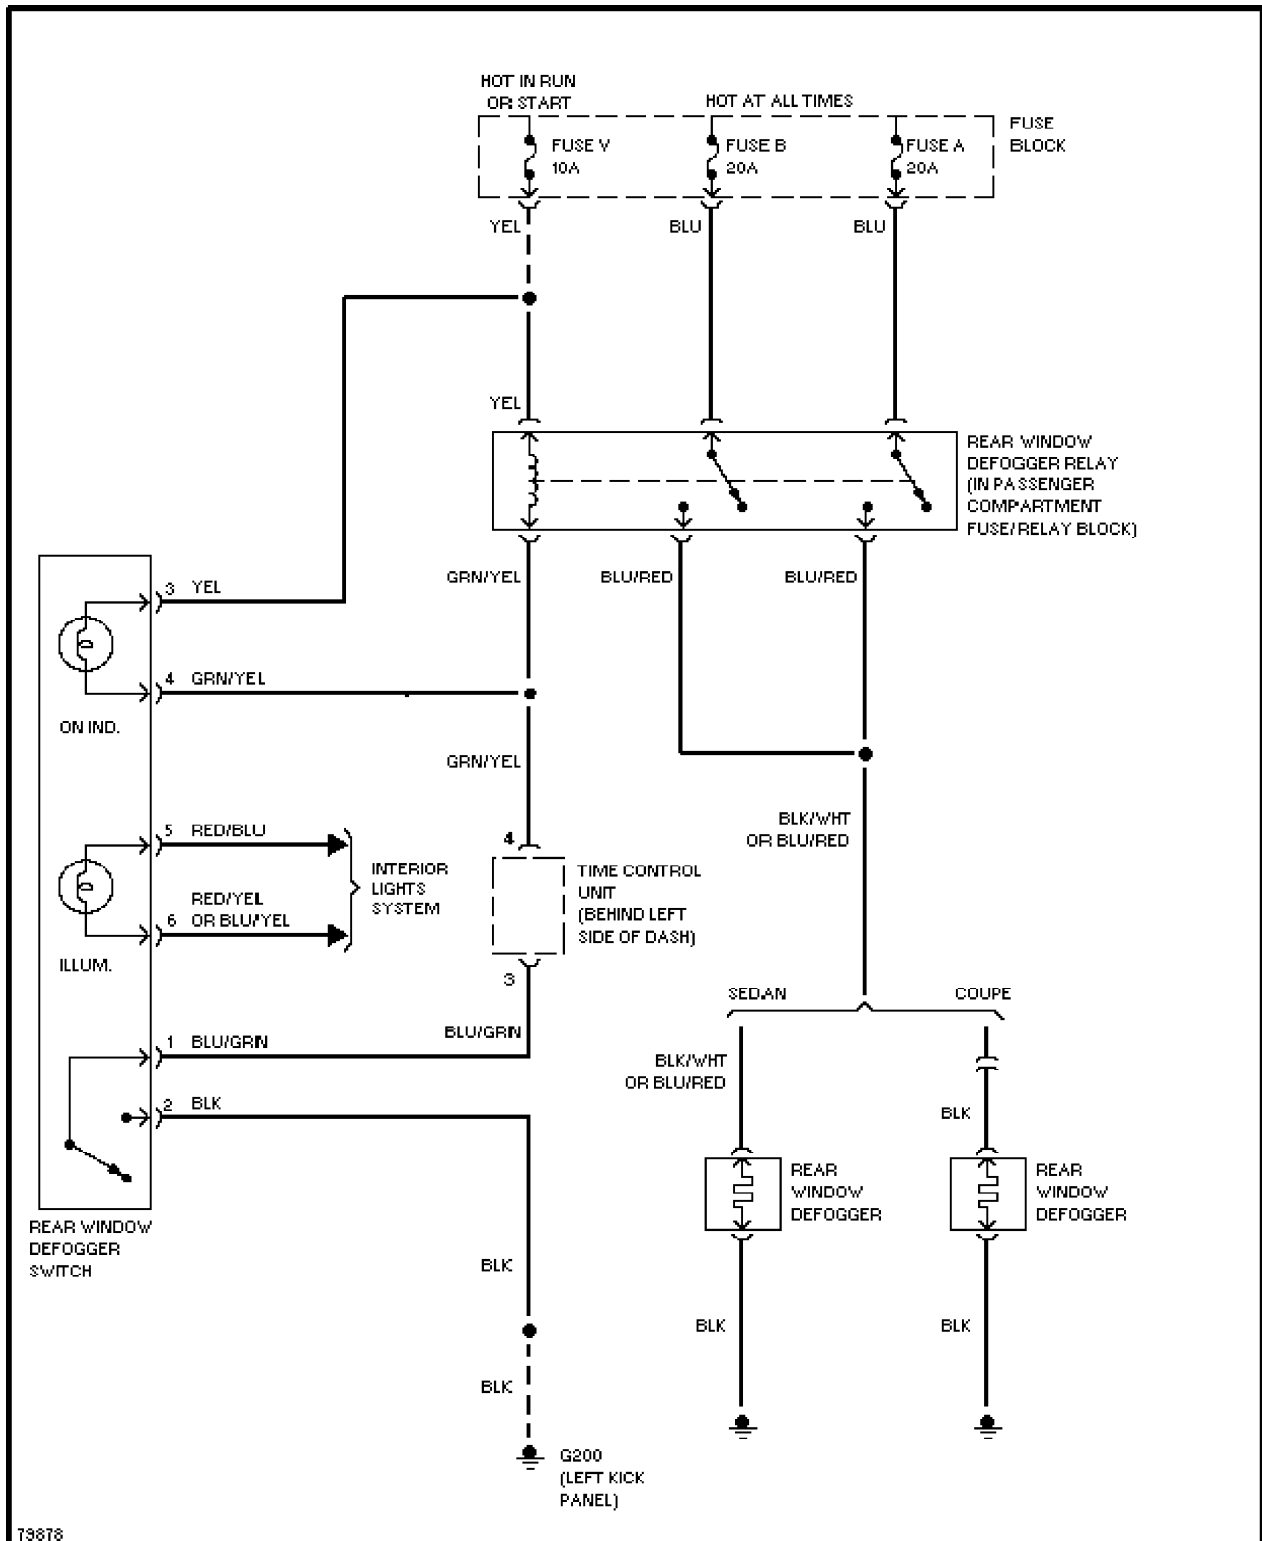 HOT IN RUN
OR START
HOT AT ALL TIMES
FUSE
BLOCK
FUSE V
10A
FUSE B
20A
FUSE A
20A
YEL
BLU
BLU
YEL
REAR WINDOW
DEFOGGER RELAY
(IN PASSENGER
COMPARTMENT
FUSE/RELAY BLOCK)
GRN/YEL
BLU/RED
BLU/RED
3 YEL
4 GRN/YEL
ON IND.
GRN/YEL
BLK/WHT
OR BLU/RED
5 RED/BLU
4
INTERIOR
LIGHTS
SYSTEM
TIME CONTROL
UNIT
(BEHIND LEFT
SIDE OF DASH)
RED/YEL
6 OR BLU/YEL
ILLUM.
3
SEDAN
COUPE
1 BLU/GRN
BLU/GRN
BLK/WHT
OR BLU/RED
2 BLK
BLK
REAR
WINDOW
DEFOGGER
REAR
WINDOW
DEFOGGER
REAR WINDOW
DEFOGGER
SWITCH
BLK
BLK
BLK
BLK
G200
(LEFT KICK
PANEL)
79878